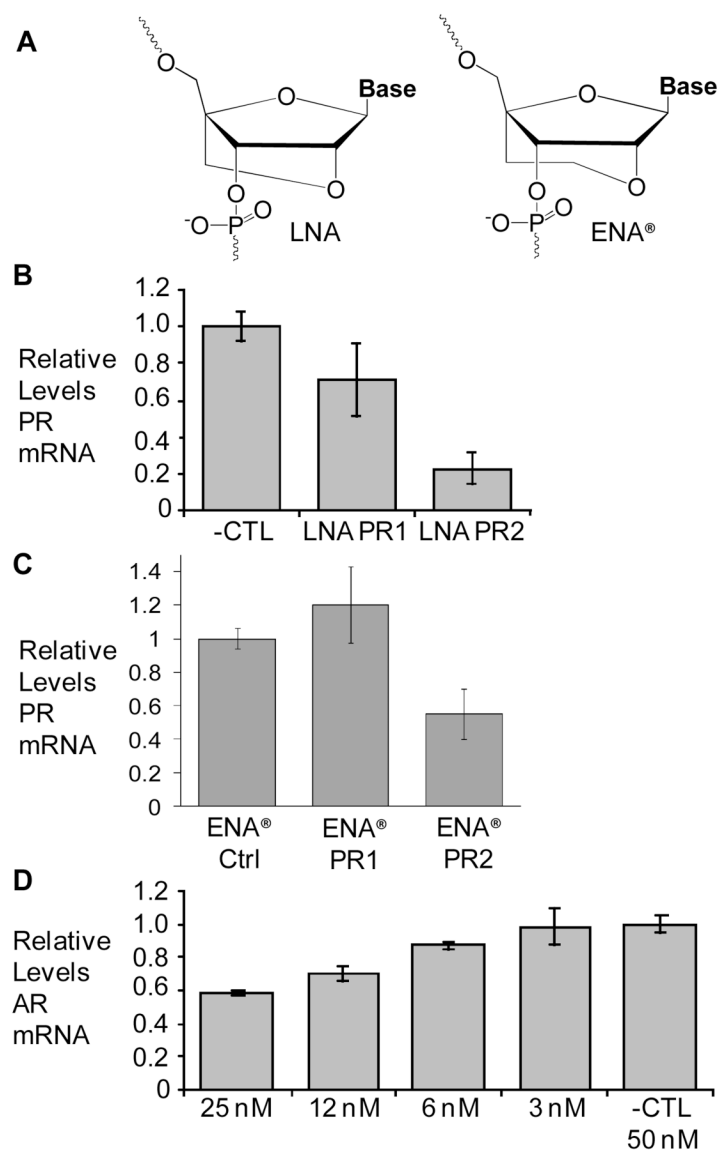 A
O
O
Base
O
O
-O
P
O
LNA
O
O
Base
O
O
-O
P
O
ENA®
B
Relative
Levels
PR
mRNA
1.2
1.0
0.8
0.6
0.4
0.2
0
-CTL LNA PR1 LNA PR2
C
Relative
Levels
PR
mRNA
1.4
1.2
1
0.8
0.6
0.4
0.2
0
ENA® ENA® ENA®
Ctrl PR1 PR2
D
Relative
Levels
AR
mRNA
1.2
1.0
0.8
0.6
0.4
0.2
0
25 nM 12 nM 6 nM 3 nM -CTL
50 nM